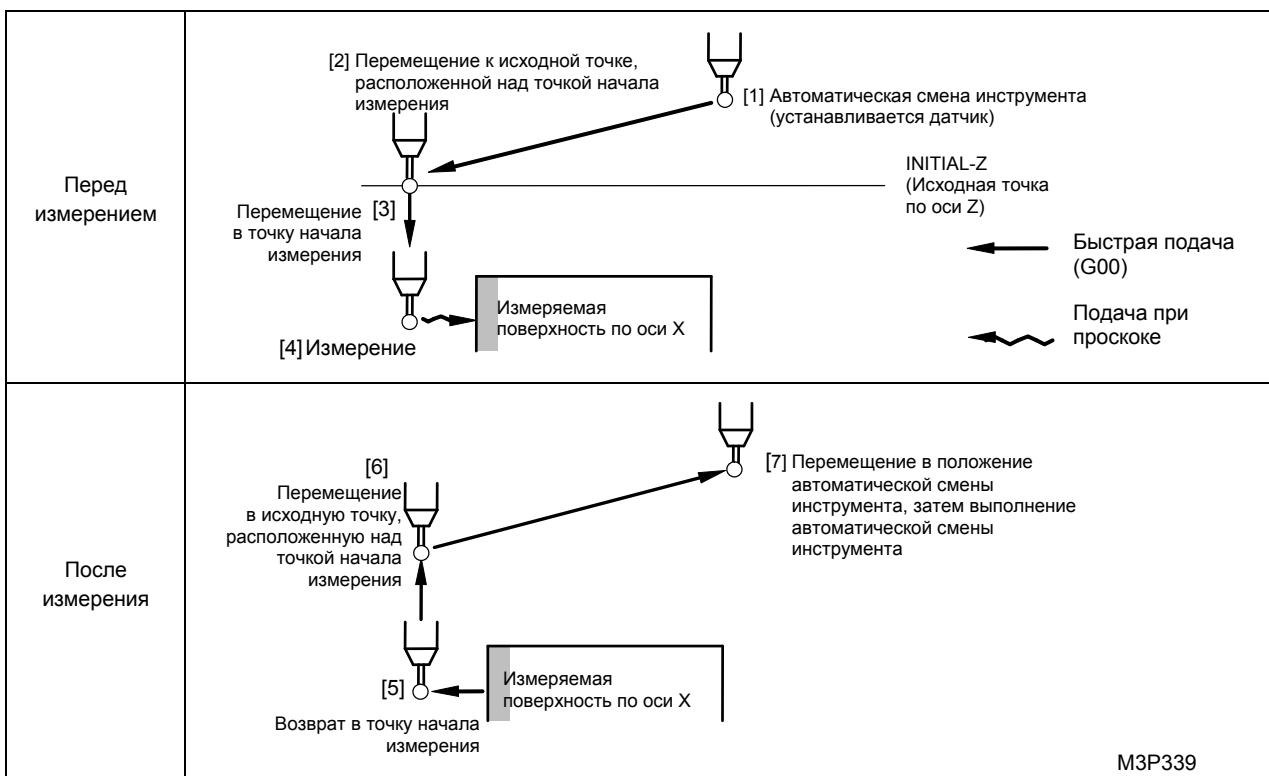 Перед
измерением
[2] Перемещение к исходной точке,
расположенной над точкой начала
измерения
[1] Автоматическая смена инструмента
(устанавливается датчик)
INITIAL-Z
(Исходная точка
по оси Z)
Перемещение [3]
в точку начала
измерения
Быстрая подача
(G00)
Измеряемая
поверхность по оси X
Подача при
проскоке
[4] Измерение
После
измерения
[6]
Перемещение
в исходную точку,
расположенную над
точкой начала
измерения
[7] Перемещение в положение
автоматической смены
инструмента, затем выполнение
автоматической смены
инструмента
Измеряемая
поверхность по оси X
[5]
Возврат в точку начала
измерения
M3P339